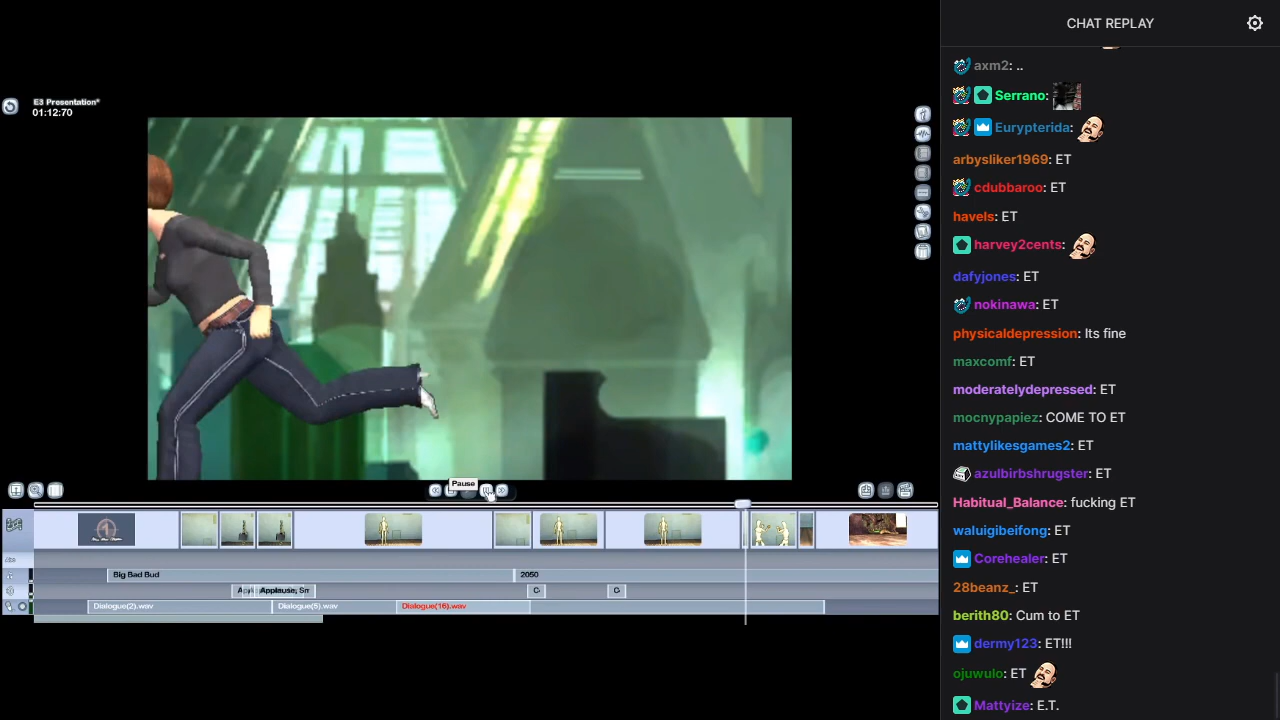 CHAT REPLAY
E3 Presentation*
01:12:70
Pause
Big Bad Bud
2050
Applause, Sm
C-
C-
Dialogue(2).wav
Dialogue(5).wav
Dialogue(16).wav
axm2: ..
Serrano:
Eurypterida:
arbysliker1969: ET
cdubbaroo: ET
havels: ET
harvey2cents:
dafyjones: ET
nokinawa: ET
physicaldepression: Its fine
maxcomf: ET
moderatelydepressed: ET
mocnypapiez: COME TO ET
mattylikesgames2: ET
azulbirbshrugster: ET
Habitual_Balance: fucking ET
waluigibeifong: ET
Corehealer: ET
28beanz_: ET
berith80: Cum to ET
dermy123: ET!!!
ojuwulo: ET
Mattyize: E.T.